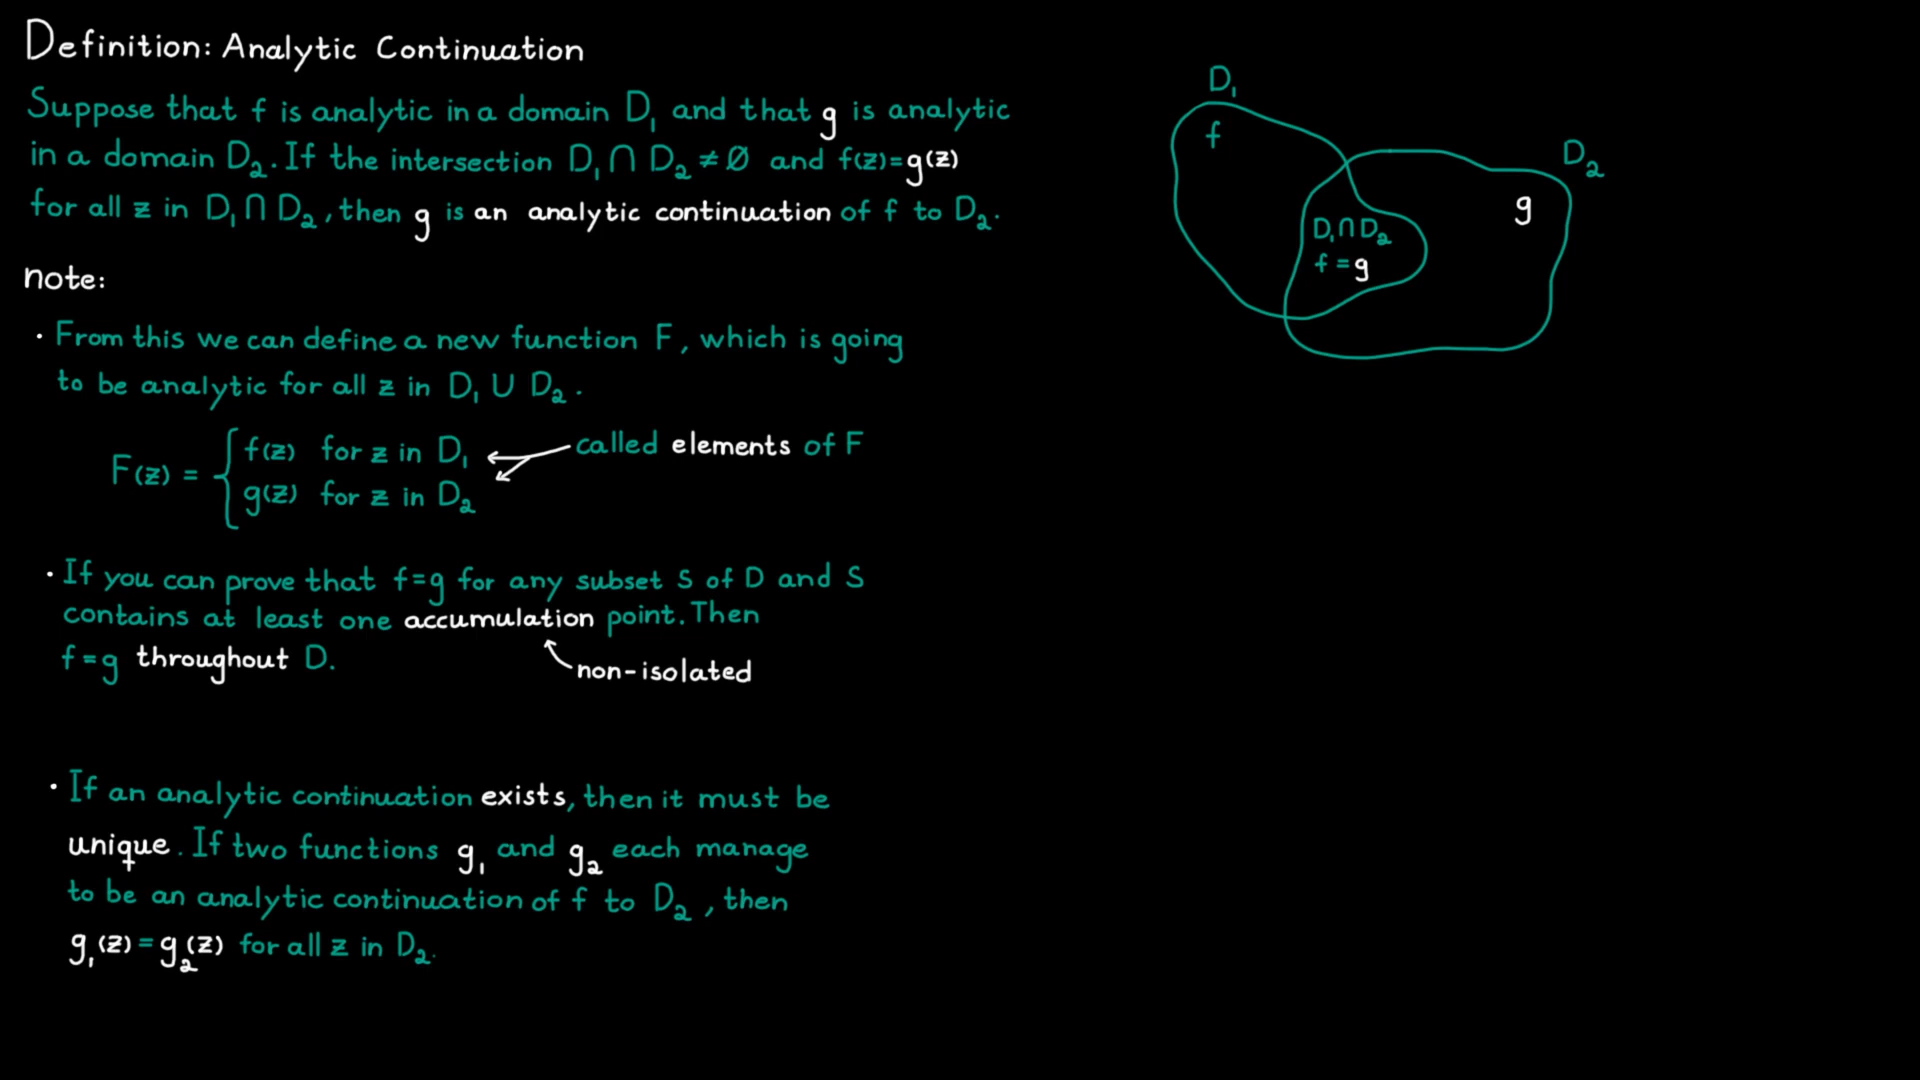 Definition: Analytic Continuation
Suppose that f is analytic in a domain D₁ and that g is analytic
in a domain D₂. If the intersection D₁ ∩ D₂ ≠ Ø and f(z)=g(z)
for all z in D₁ ∩ D₂, then g is an analytic continuation of f to D₂.
note:
· From this we can define a new function F, which is going
to be analytic for all z in D₁ ∪ D₂.
F(z) = { f(z) for z in D₁
g(z) for z in D₂
called elements of F
· If you can prove that f=g for any subset S of D and S
contains at least one accumulation point. Then
f=g throughout D.
non-isolated
· If an analytic continuation exists, then it must be
unique. If two functions g₁ and g₂ each manage
to be an analytic continuation of f to D₂, then
g₁(z)=g₂(z) for all z in D₂.
D₁
f
D₂
g
D₁∩D₂
f=g